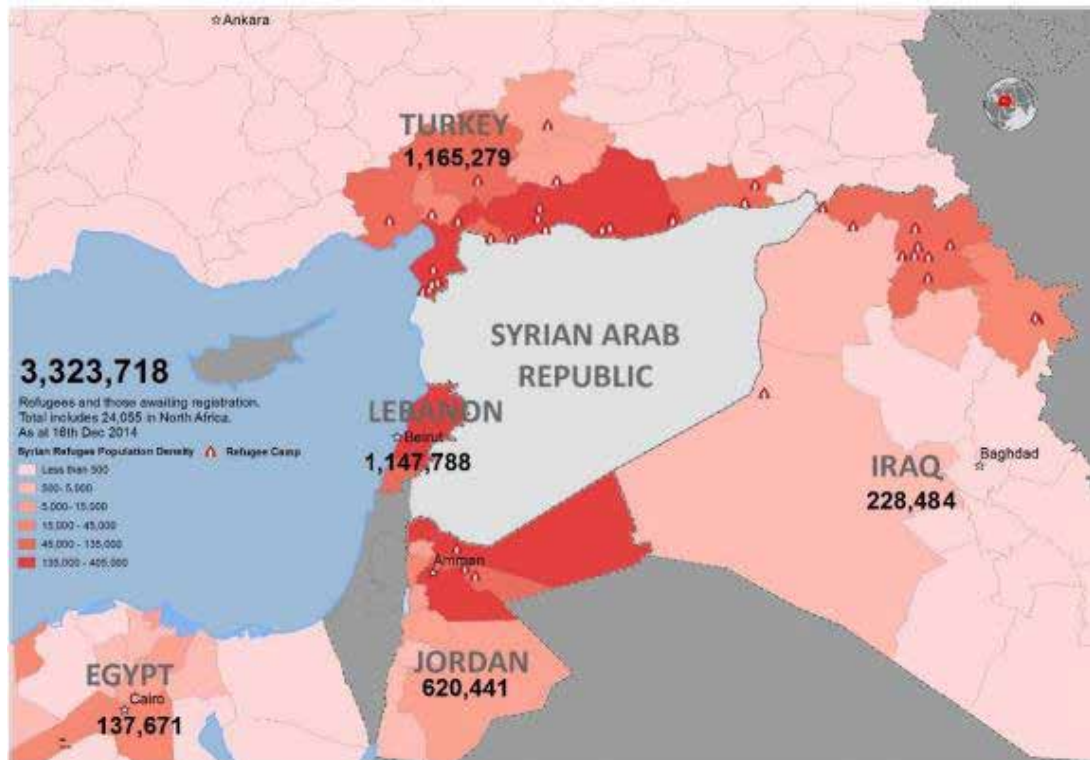 Ankara
TURKEY
1,165,279
SYRIAN ARAB
REPUBLIC
3,323,718
Refugees and those awaiting registration.
Total includes 24,055 in North Africa.
As at 16th Dec 2014
Syrian Refugee Population Density
Refugee Camp
Less than 500
500- 5,000
5,000- 15,000
15,000 - 45,000
45,000 - 135,000
135,000 - 405,000
LEBANON
Beirut
1,147,788
Baghdad
IRAQ
228,484
Amman
JORDAN
620,441
EGYPT
Cairo
137,671